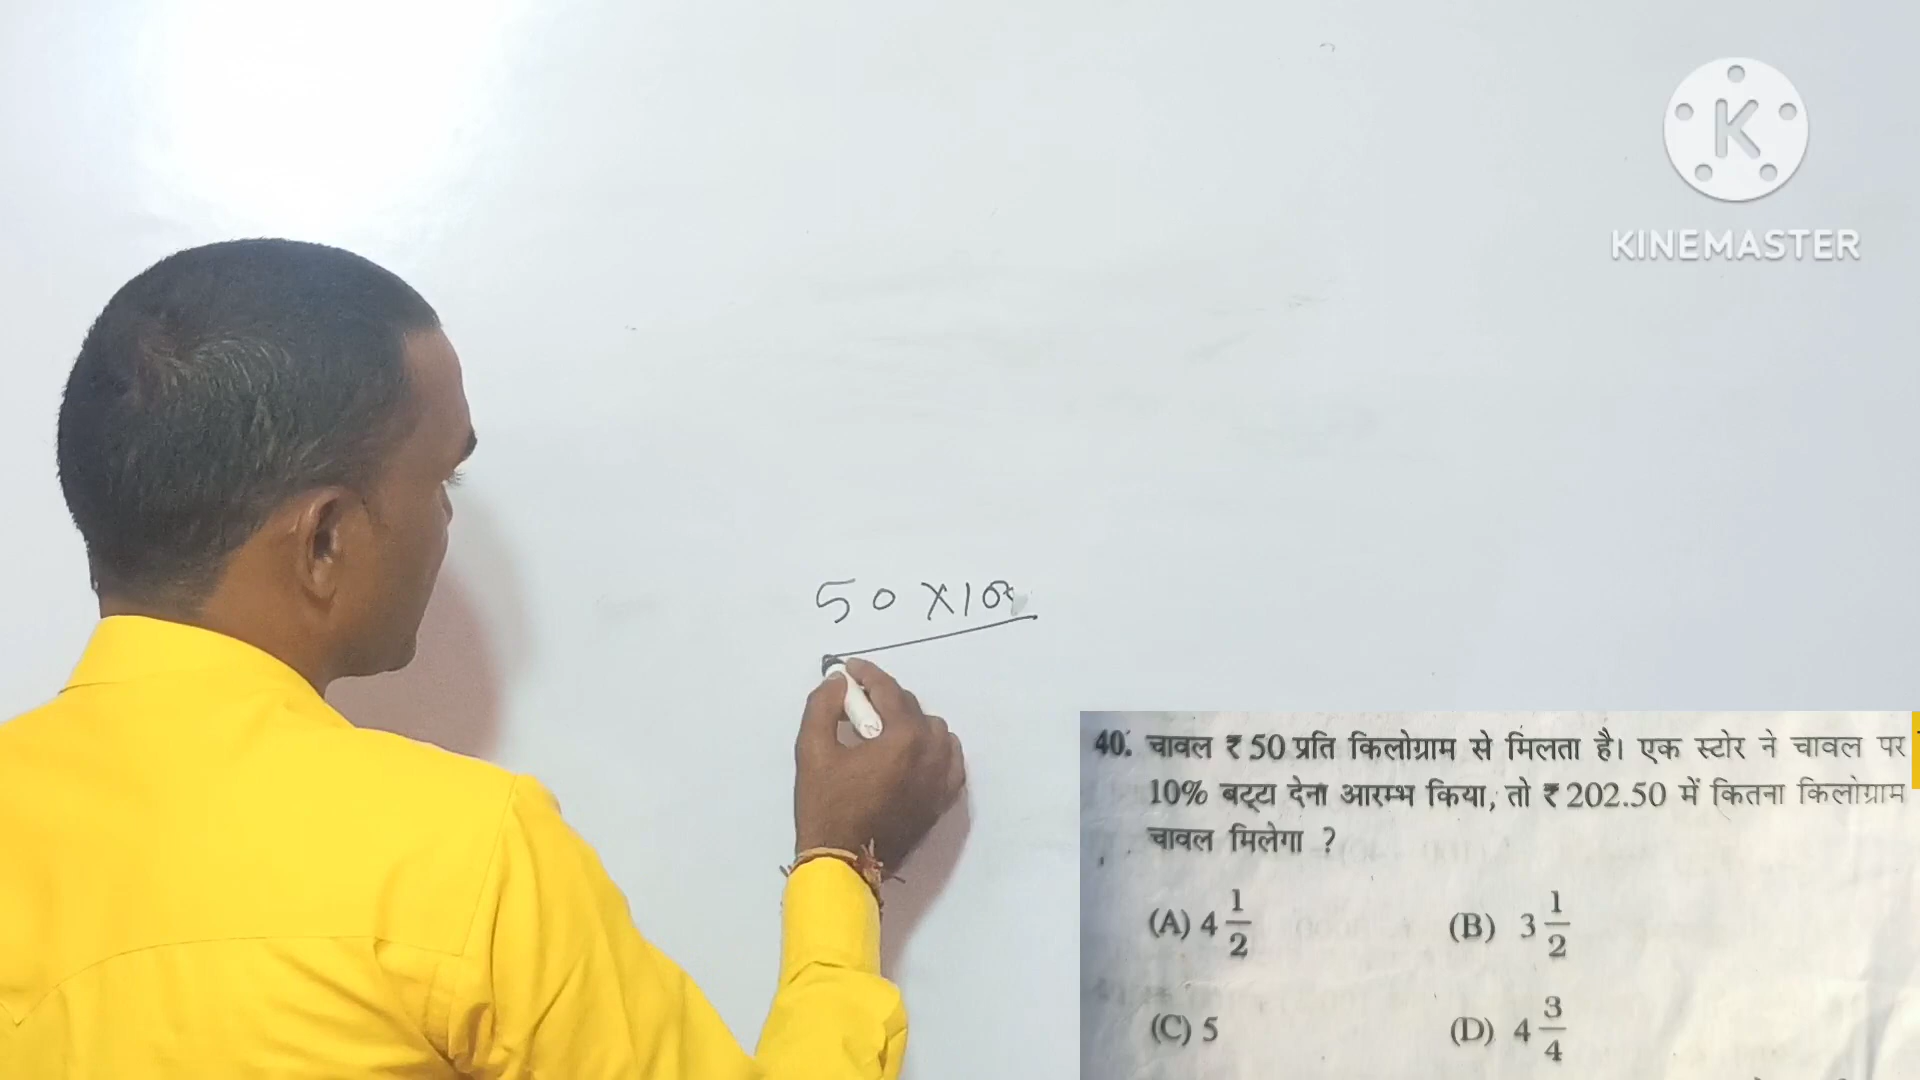 KINEMASTER
50 × 10
40. चावल ₹ 50 प्रति किलोग्राम से मिलता है। एक स्टोर ने चावल पर
10% बट्टा देना आरम्भ किया, तो ₹ 202.50 में कितना किलोग्राम
चावल मिलेगा ?
(A) 4 1/2 (B) 3 1/2
(C) 5 (D) 4 3/4